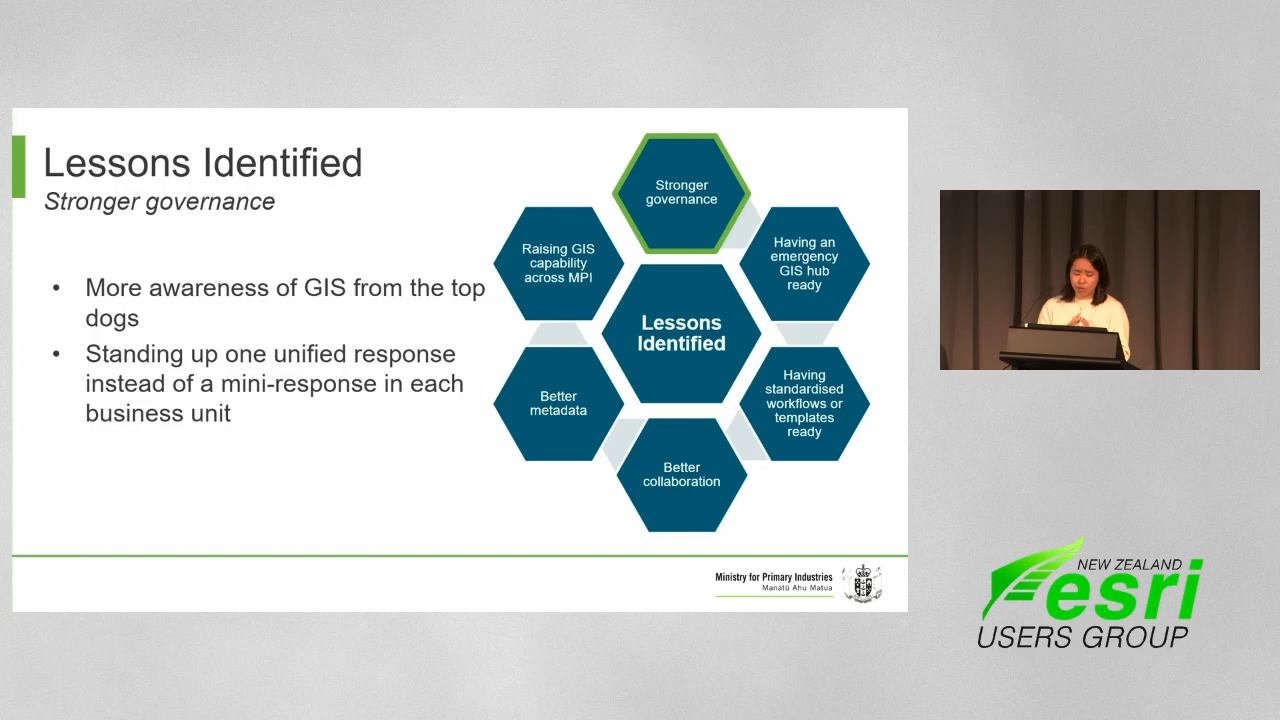 Lessons Identified
Stronger governance
• More awareness of GIS from the top
dogs
• Standing up one unified response
instead of a mini-response in each
business unit
Stronger
governance
Having an
emergency
GIS hub
ready
Having
standardised
workflows or
templates
ready
Better
collaboration
Better
metadata
Raising GIS
capability
across MPI
Lessons
Identified
Ministry for Primary Industries
Manatū Ahu Matua
NEW ZEALAND
esri
USERS GROUP